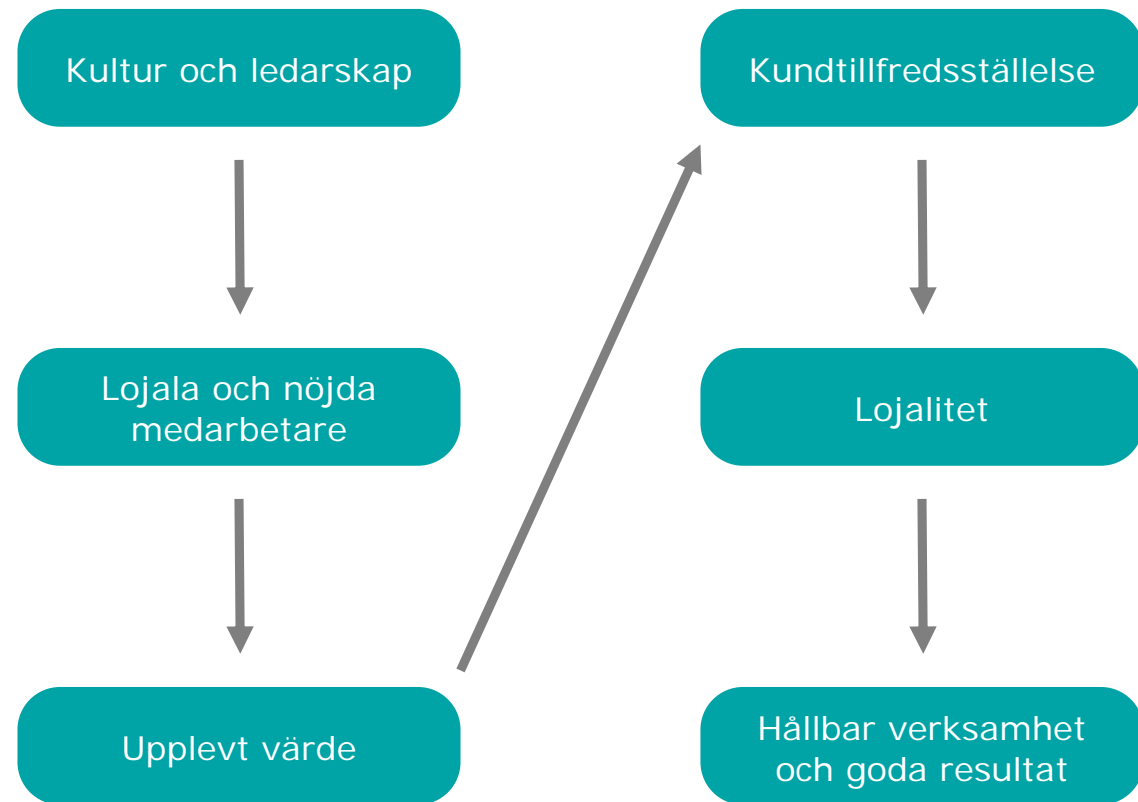 Kultur och ledarskap
Lojala och nöjda
medarbetare
Upplevt värde
Kundtillfredsställelse
Lojalitet
Hållbar verksamhet
och goda resultat